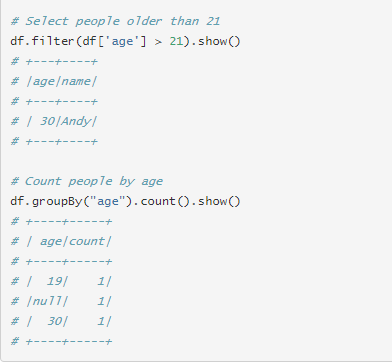 # Select people older than 21
df.filter(df['age'] > 21).show()
# +---+----+
# |age|name|
# +---+----+
# | 30|Andy|
# +---+----+
# Count people by age
df.groupBy("age").count().show()
# +----+-----+
# | age|count|
# +----+-----+
# |  19|    1|
# |null|    1|
# |  30|    1|
# +----+-----+